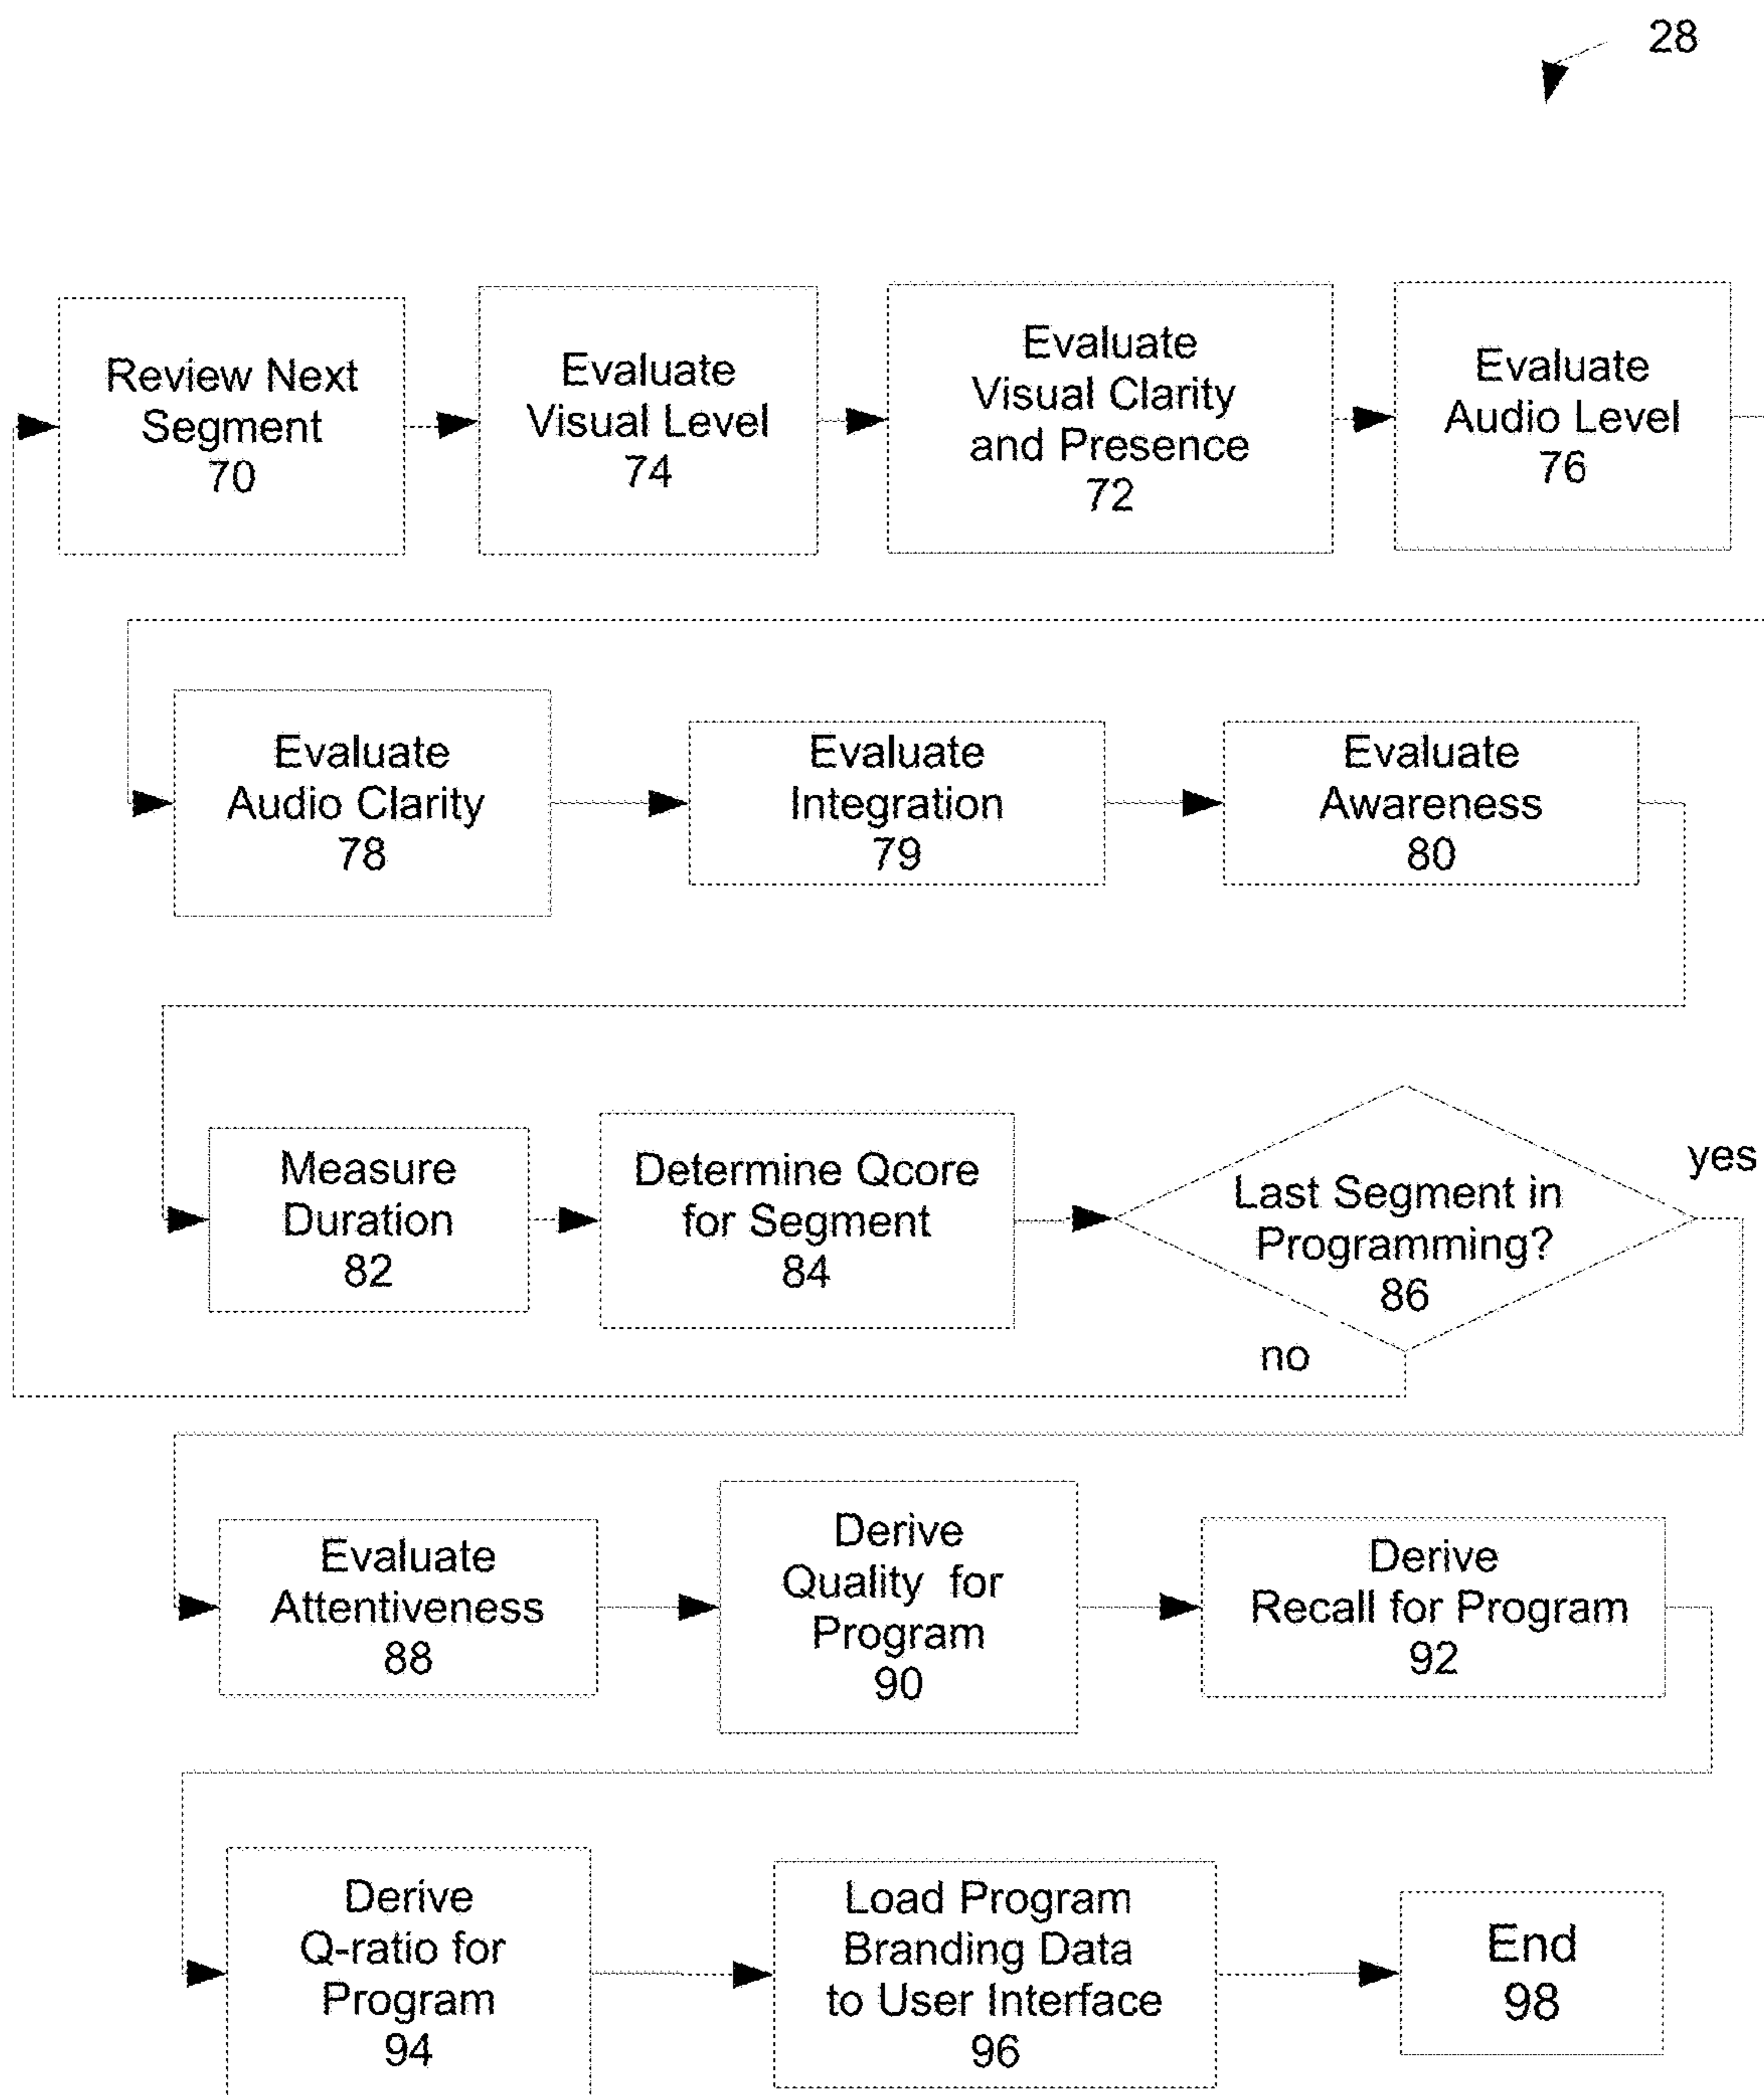 28
Review Next
Segment
70
Evaluate
Visual Level
74
Evaluate
Visual Clarity
and Presence
72
Evaluate
Audio Level
76
Evaluate
Audio Clarity
78
Evaluate
Integration
79
Evaluate
Awareness
80
Measure
Duration
82
Determine Qcore
for Segment
84
Last Segment in
Programming?
86
yes
no
Evaluate
Attentiveness
88
Derive
Quality for
Program
90
Derive
Recall for Program
92
Derive
Q-ratio for
Program
94
Load Program
Branding Data
to User Interface
96
End
98